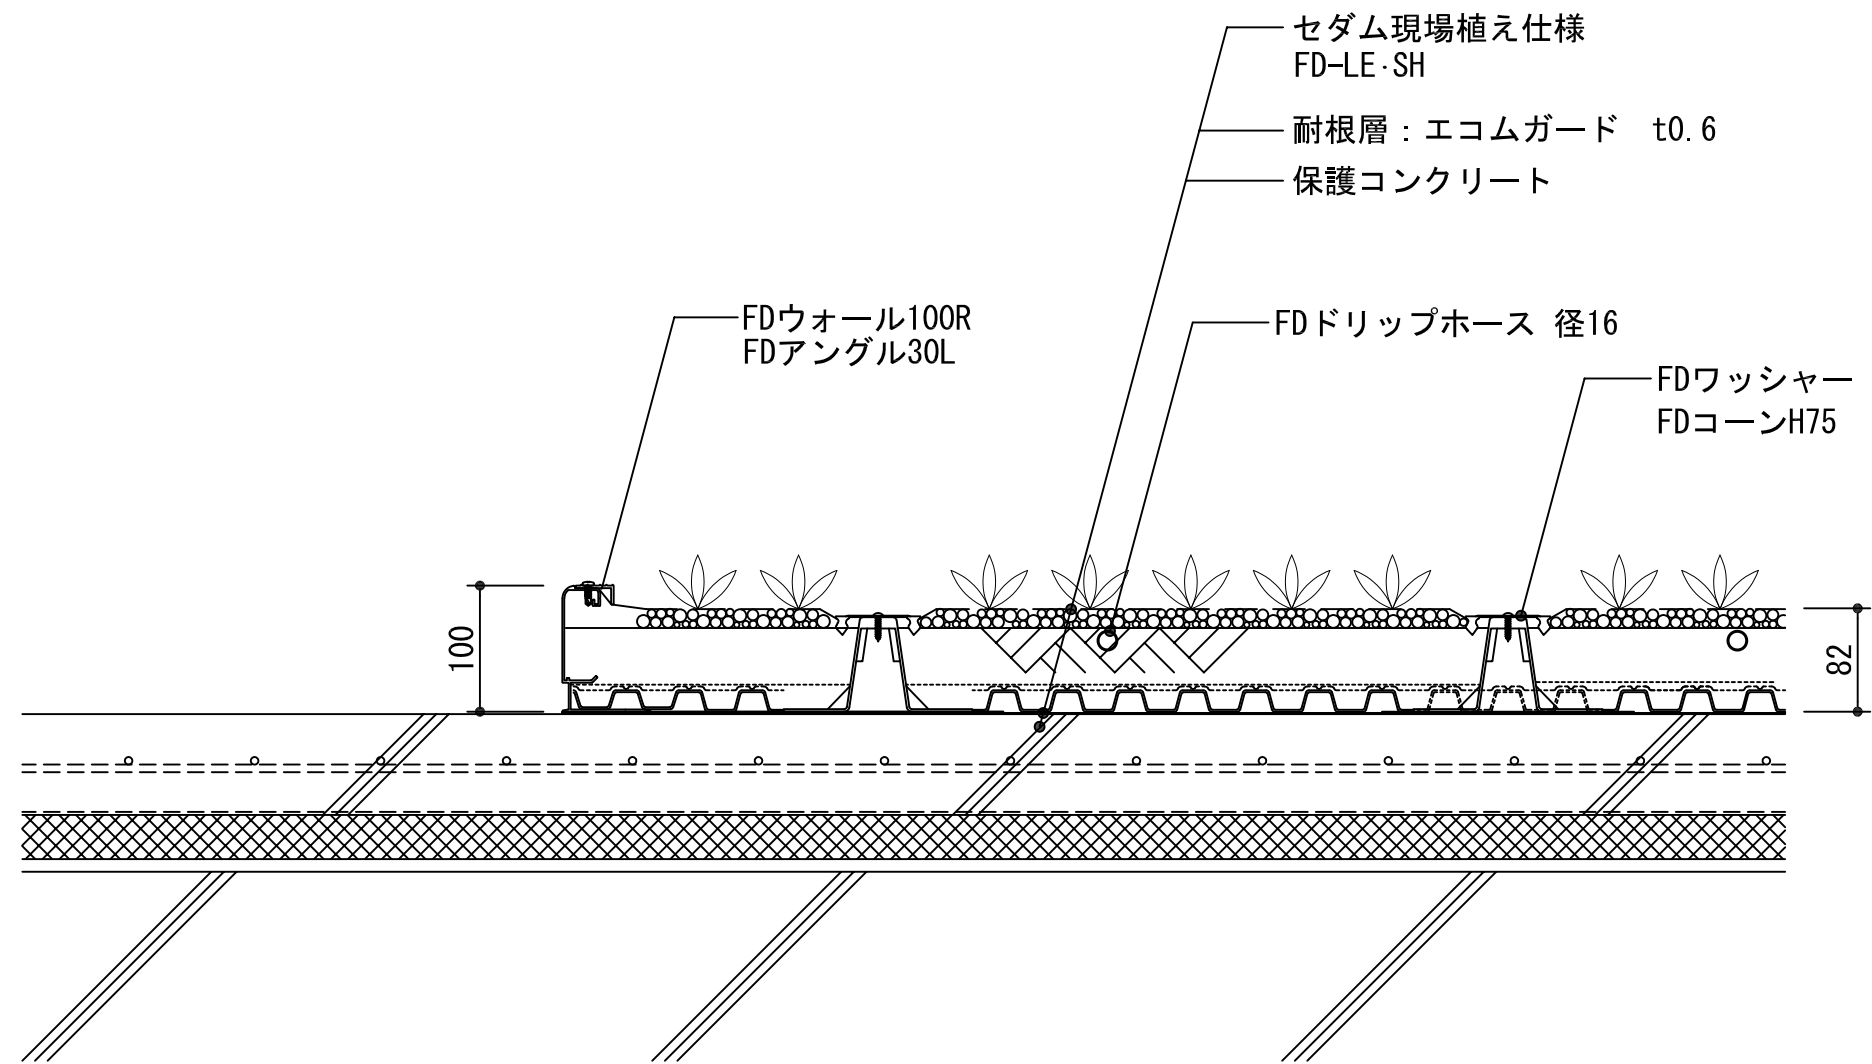 セダム現場植え仕様
FD-LE･SH
耐根層：エコムガード　t0.6
保護コンクリート
FDウォール100R
FDアングル30L
FDドリップホース 径16
FDワッシャー
FDコーンH75
100
82